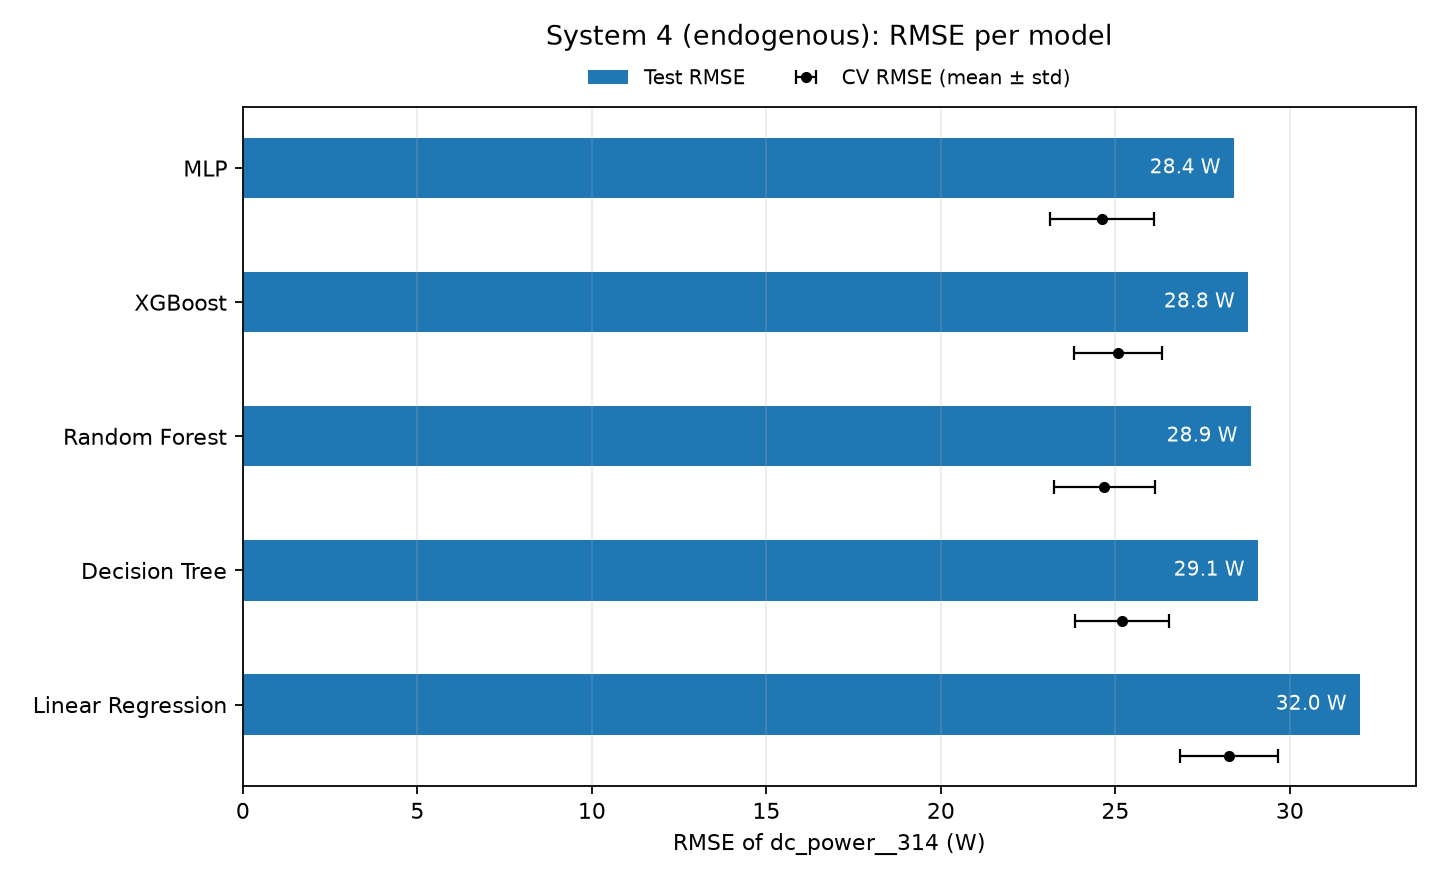 System 4 (endogenous): RMSE per model
Test RMSE
CV RMSE (mean ± std)
MLP
28.4 W
XGBoost
28.8 W
Random Forest
28.9 W
Decision Tree
29.1 W
Linear Regression
32.0 W
0 5 10 15 20 25 30
RMSE of dc_power__314 (W)